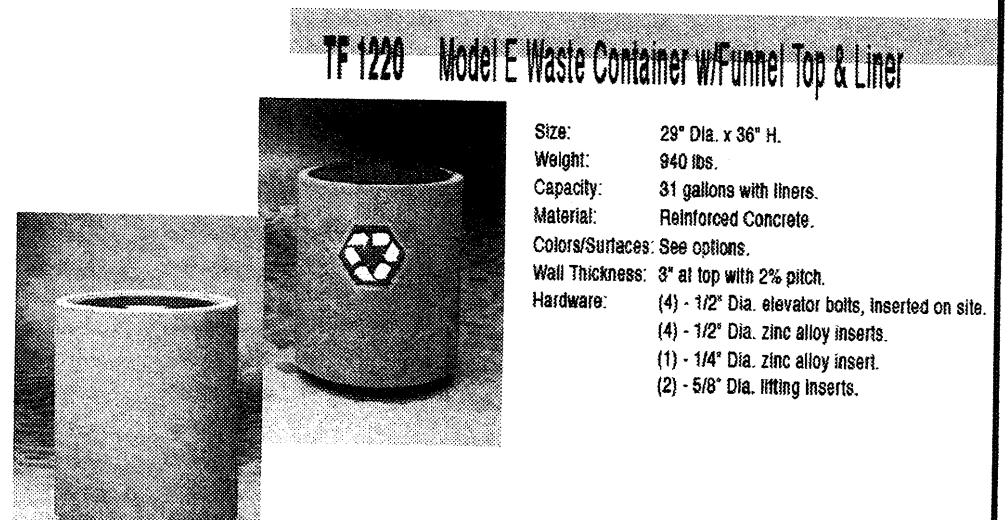 TF 1220 Model E Waste Container w/Funnel Top & Liner
Size: 29" Dia. x 36" H.
Weight: 940 lbs.
Capacity: 31 gallons with liners.
Material: Reinforced Concrete.
Colors/Surfaces: See options.
Wall Thickness: 3" at top with 2% pitch.
Hardware: (4) - 1/2" Dia. elevator bolts, inserted on site.
(4) - 1/2" Dia. zinc alloy inserts.
(1) - 1/4" Dia. zinc alloy insert.
(2) - 5/8" Dia. lifting inserts.